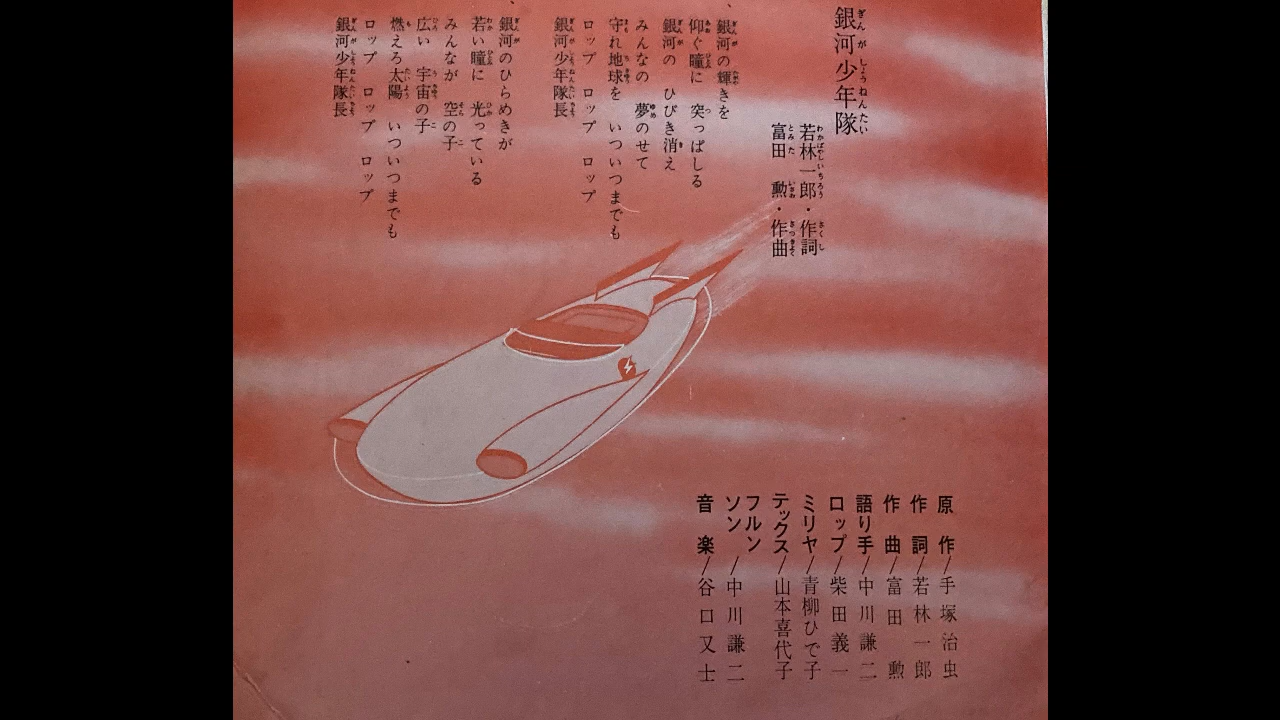 銀河少年隊
若林一郎・作詞
富田 勲・作曲
銀河の輝きを
仰ぐ瞳に 突っぱしる
銀河の ひびき消え
みんなの 夢のせて
守れ地球を いついつまでも
ロップ ロップ ロップ
銀河少年隊長
銀河のひらめきが
若い瞳に 光っている
みんなが 空の子
広い 宇宙の子
燃えろ太陽 いついつまでも
ロップ ロップ ロップ
銀河少年隊長
原作/手塚治虫
作詞/若林一郎
作曲/富田 勲
語り手/中川謙二
ロップ/柴田義一
ミリヤ/青柳ひで子
テックス/山本喜代子
フルン
ソン/中川謙二
音楽/谷口又士